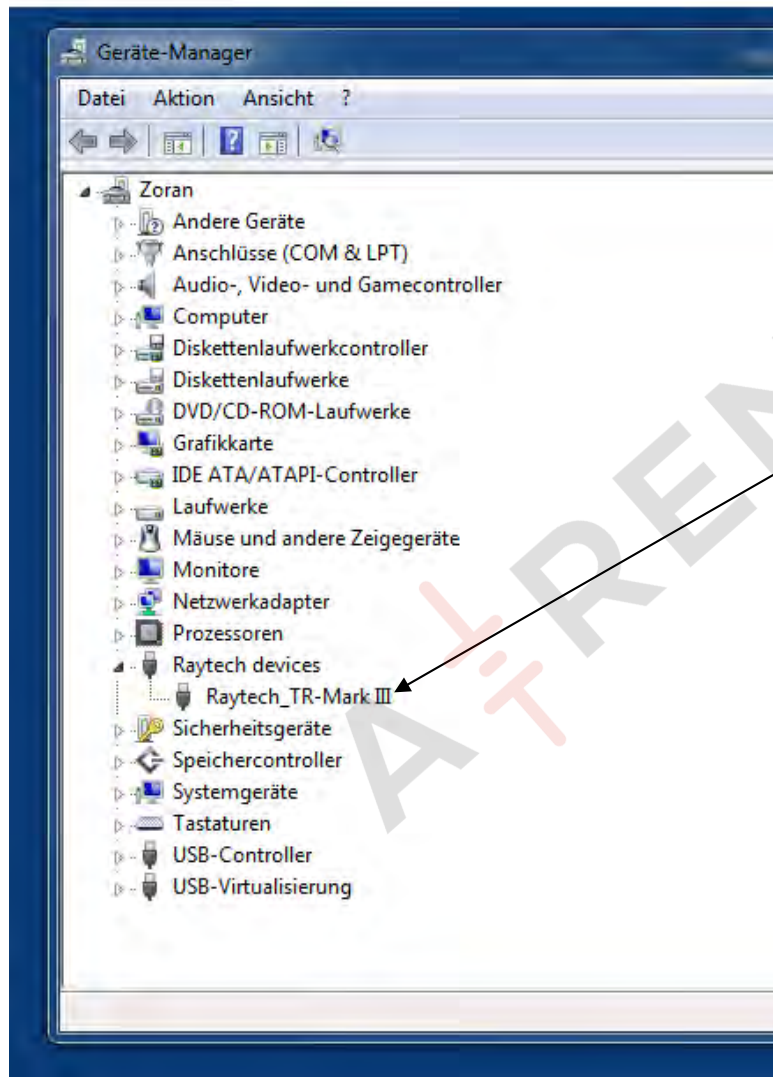 Geräte-Manager
Datei Aktion Ansicht ?
Zoran
Andere Geräte
Anschlüsse (COM & LPT)
Audio-, Video- und Gamecontroller
Computer
Diskettenlaufwerkcontroller
Diskettenlaufwerke
DVD/CD-ROM-Laufwerke
Grafikkarte
IDE ATA/ATAPI-Controller
Laufwerke
Mäuse und andere Zeigegeräte
Monitore
Netzwerkadapter
Prozessoren
Raytech devices
Raytech_TR-Mark III
Sicherheitsgeräte
Speichercontroller
Systemgeräte
Tastaturen
USB-Controller
USB-Virtualisierung